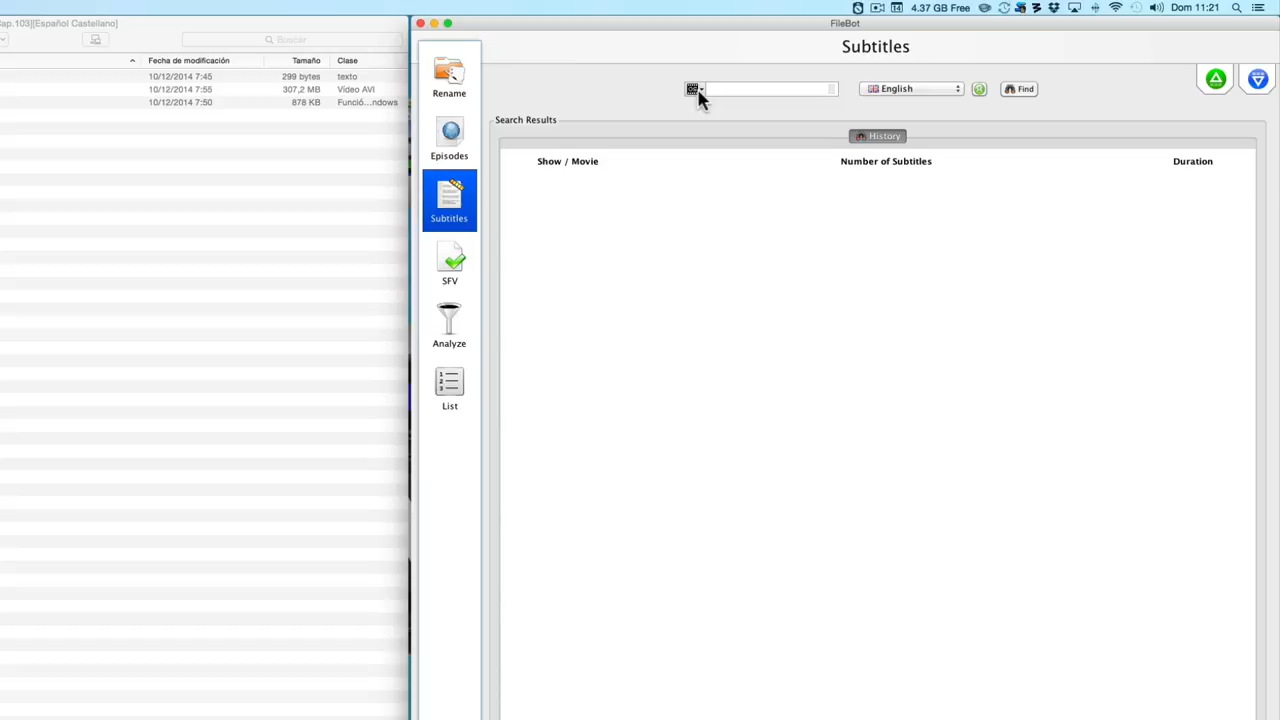 4.37 GB Free
Dom 11:21
Cap.103][Español Castellano]
FileBot
Subtitles
Buscar
Fecha de modificación
Tamaño
Clase
10/12/2014 7:45
299 bytes
texto
10/12/2014 7:55
307,2 MB
Vídeo AVI
10/12/2014 7:50
878 KB
Funció...ndows
Rename
Episodes
Subtitles
SFV
Analyze
List
English
Find
Search Results
History
Show / Movie
Number of Subtitles
Duration